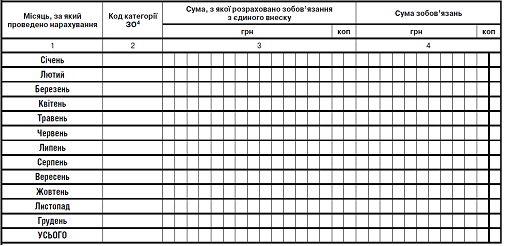 Місяць, за який
проведено нарахування
Код категорії
ЗО⁴
Сума, з якої розраховано зобов'язання
з єдиного внеску
Сума зобов'язань
грн
коп
грн
коп
1
2
3
4
Січень
Лютий
Березень
Квітень
Травень
Червень
Липень
Серпень
Вересень
Жовтень
Листопад
Грудень
УСЬОГО